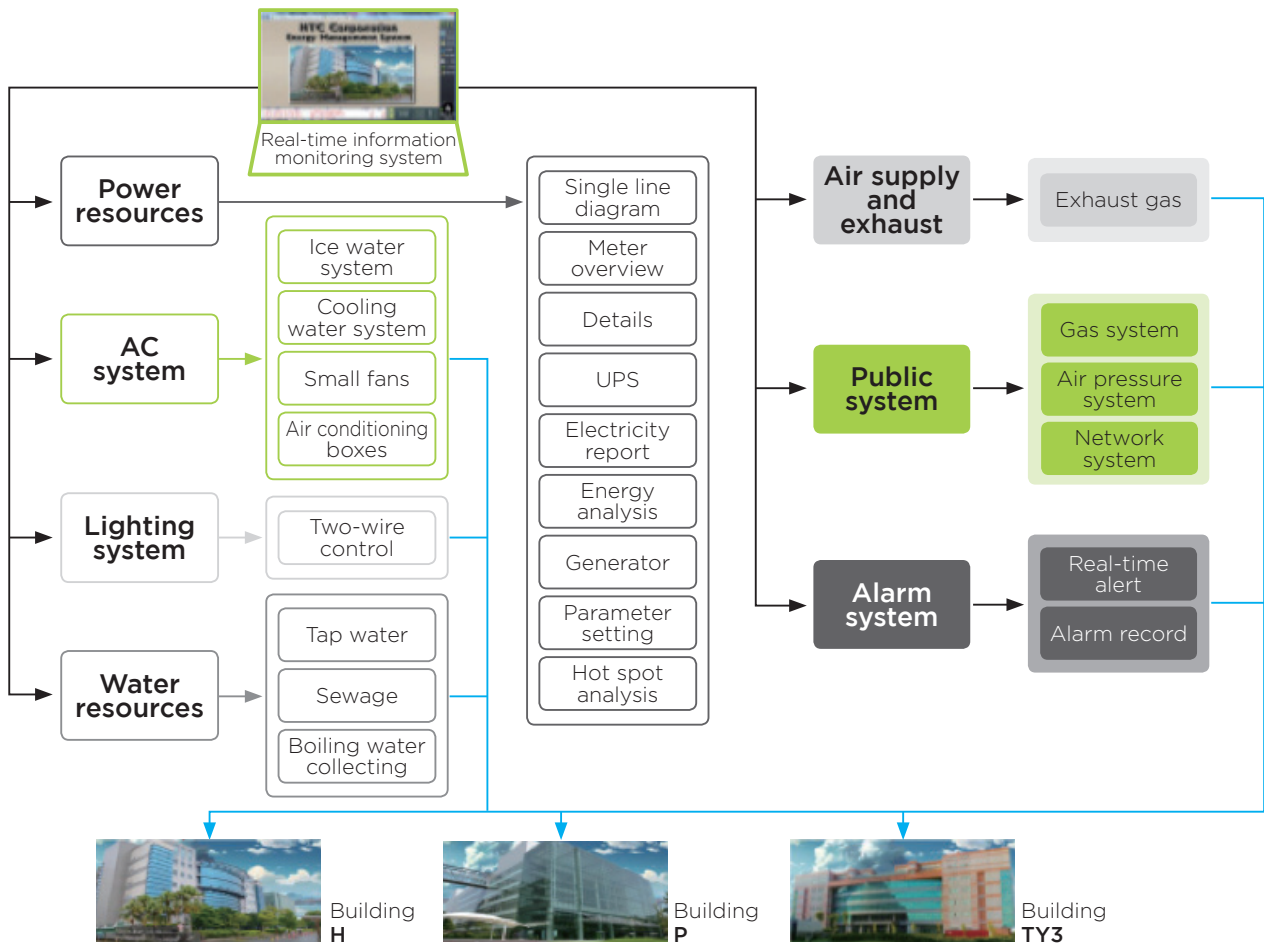 HTC Corporation
Energy Management System
Real-time information
monitoring system
Power
resources
AC
system
Lighting
system
Water
resources
Ice water
system
Cooling
water system
Small fans
Air conditioning
boxes
Two-wire
control
Tap water
Sewage
Boiling water
collecting
Single line
diagram
Meter
overview
Details
UPS
Electricity
report
Energy
analysis
Generator
Parameter
setting
Hot spot
analysis
Air supply
and
exhaust
Public
system
Alarm
system
Exhaust gas
Gas system
Air pressure
system
Network
system
Real-time
alert
Alarm record
Building
H
Building
P
Building
TY3